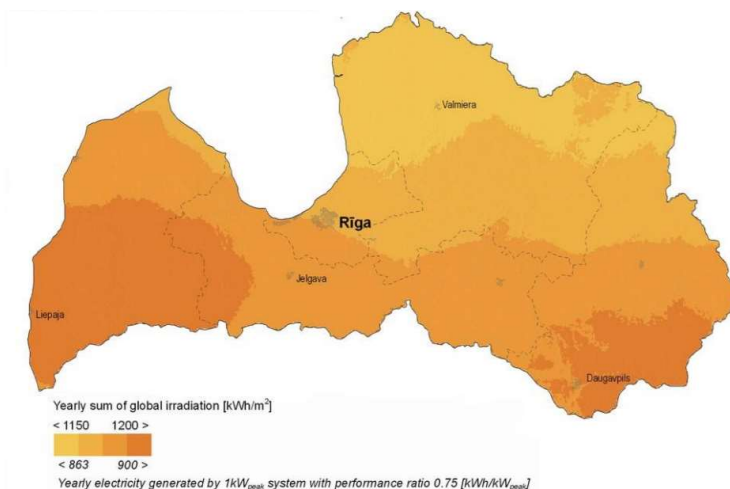 Valmiera
Rīga
Jelgava
Liepaja
Daugavpils
Yearly sum of global irradiation [kWh/m²]
< 1150 1200 >
< 863 900 >
Yearly electricity generated by 1kWpeak system with performance ratio 0.75 [kWh/kWpeak]